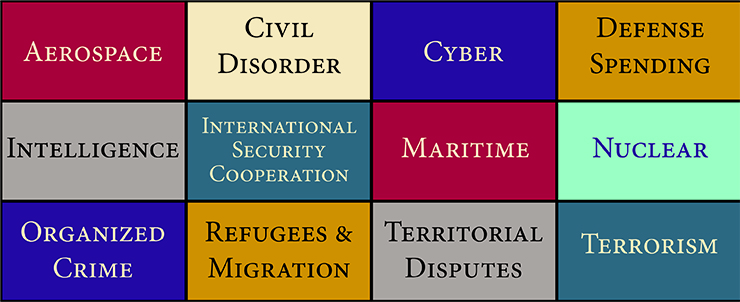 Aerospace
Civil
Disorder
Cyber
Defense
Spending
Intelligence
International
Security
Cooperation
Maritime
Nuclear
Organized
Crime
Refugees &
Migration
Territorial
Disputes
Terrorism